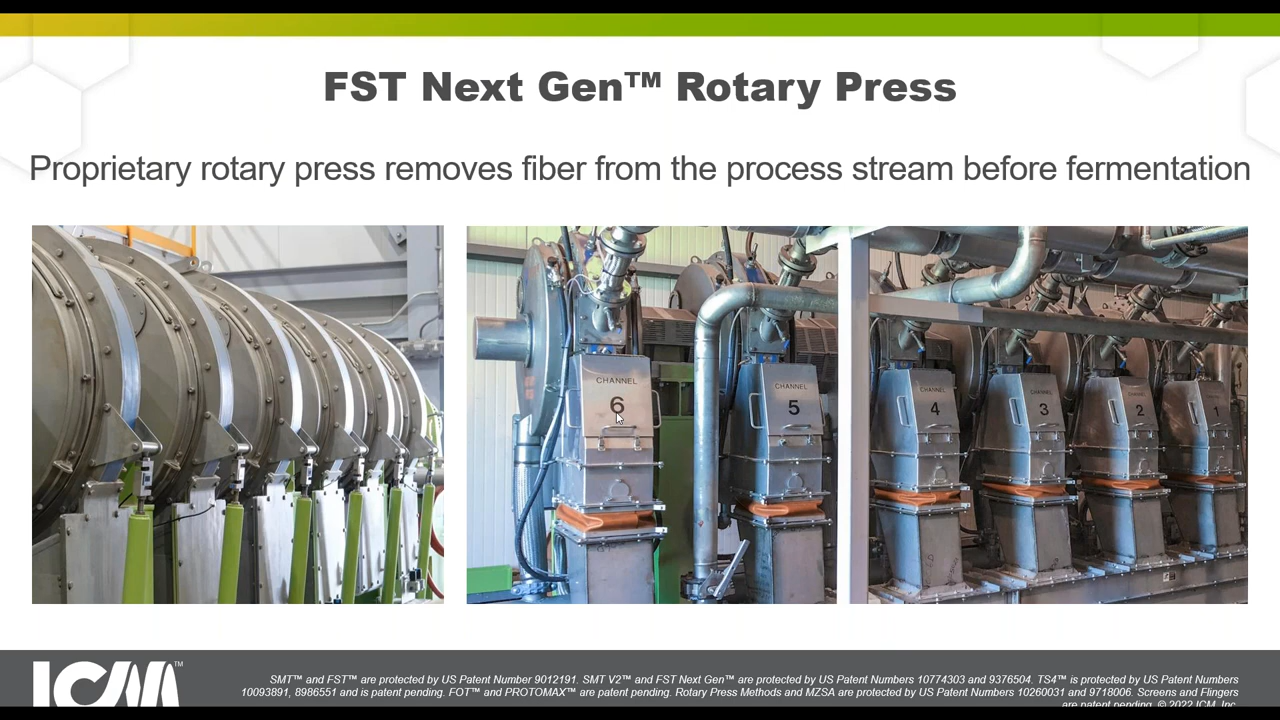 FST Next Gen™ Rotary Press
Proprietary rotary press removes fiber from the process stream before fermentation
CHANNEL
6
CHANNEL
5
CHANNEL
4
CHANNEL
3
CHANNEL
2
1
ICM™
SMT™ and FST™ are protected by US Patent Number 9012191. SMT V2™ and FST Next Gen™ are protected by US Patent Numbers 10774303 and 9376504. TS4™ is protected by US Patent Numbers
10093891, 8986551 and is patent pending. FOT™ and PROTOMAX™ are patent pending. Rotary Press Methods and MZSA are protected by US Patent Numbers 10260031 and 9718006. Screens and Flingers
are patent pending. © 2022 ICM, Inc.